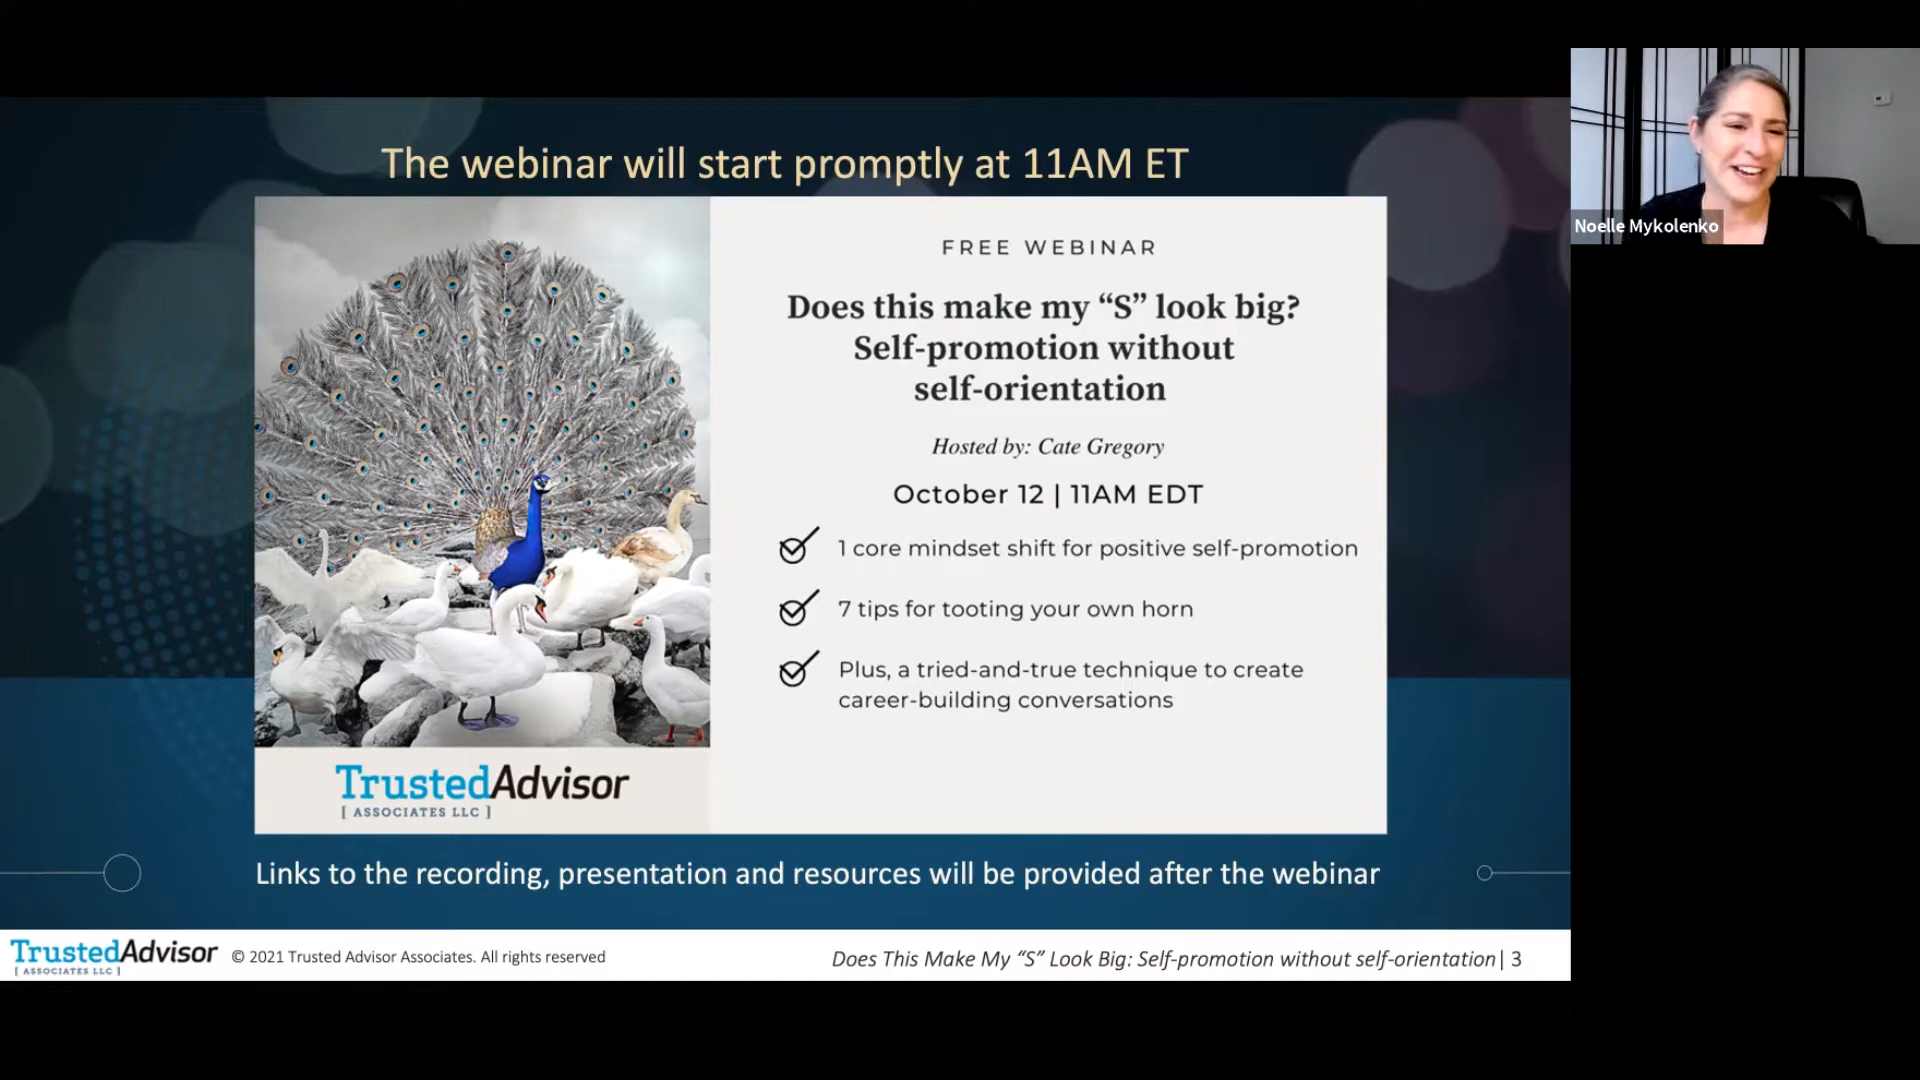 The webinar will start promptly at 11AM ET
Noelle Mykolenko
FREE WEBINAR
Does this make my “S” look big?
Self-promotion without
self-orientation
Hosted by: Cate Gregory
October 12 | 11AM EDT
1 core mindset shift for positive self-promotion
7 tips for tooting your own horn
Plus, a tried-and-true technique to create
career-building conversations
TrustedAdvisor
[ ASSOCIATES LLC ]
Links to the recording, presentation and resources will be provided after the webinar
TrustedAdvisor
[ ASSOCIATES LLC ]
© 2021 Trusted Advisor Associates. All rights reserved
Does This Make My “S” Look Big: Self-promotion without self-orientation| 3